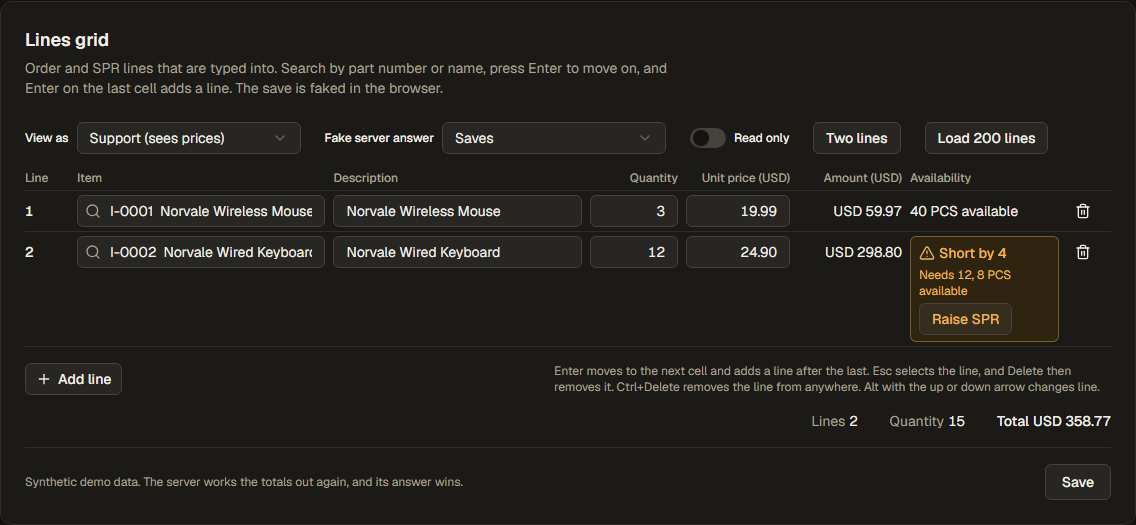 Lines grid
Order and SPR lines that are typed into. Search by part number or name, press Enter to move on, and
Enter on the last cell adds a line. The save is faked in the browser.
View as Support (sees prices) Fake server answer Saves Read only Two lines Load 200 lines
Line Item Description Quantity Unit price (USD) Amount (USD) Availability
1 I-0001 Norvale Wireless Mouse Norvale Wireless Mouse 3 19.99 USD 59.97 40 PCS available
2 I-0002 Norvale Wired Keyboard Norvale Wired Keyboard 12 24.90 USD 298.80 Short by 4
Needs 12, 8 PCS
available
Raise SPR
Add line
Enter moves to the next cell and adds a line after the last. Esc selects the line, and Delete then
removes it. Ctrl+Delete removes the line from anywhere. Alt with the up or down arrow changes line.
Lines 2 Quantity 15 Total USD 358.77
Synthetic demo data. The server works the totals out again, and its answer wins.
Save